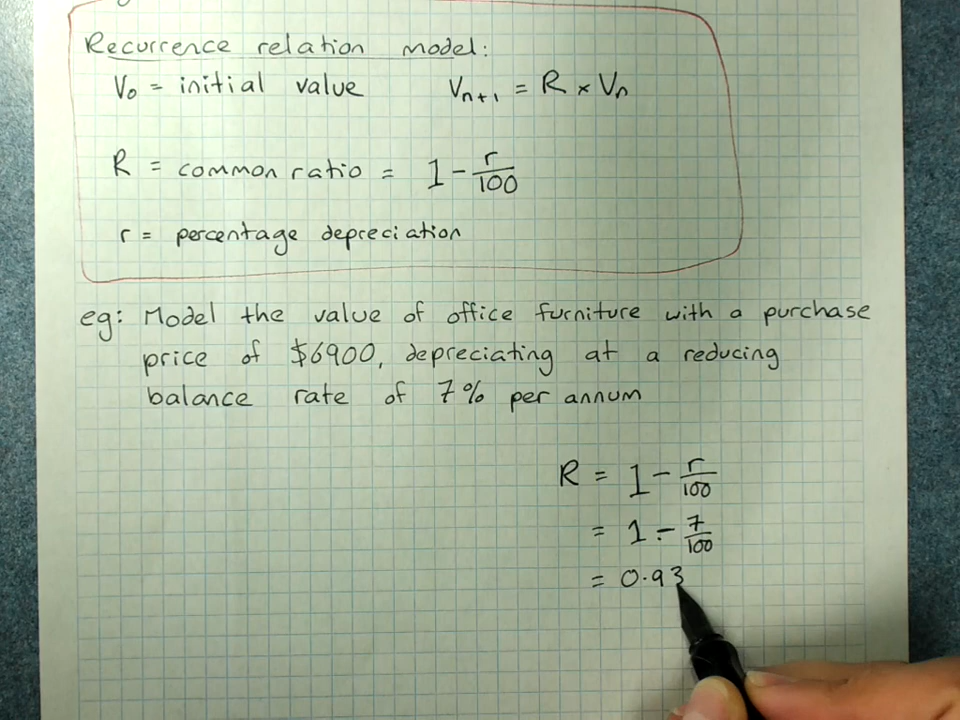 Recurrence relation model:
V₀ = initial value    Vₙ₊₁ = R × Vₙ
R = common ratio = 1 - r/100
r = percentage depreciation
eg: Model the value of office furniture with a purchase
price of $6900, depreciating at a reducing
balance rate of 7% per annum
R = 1 - r/100
= 1 - 7/100
= 0.93